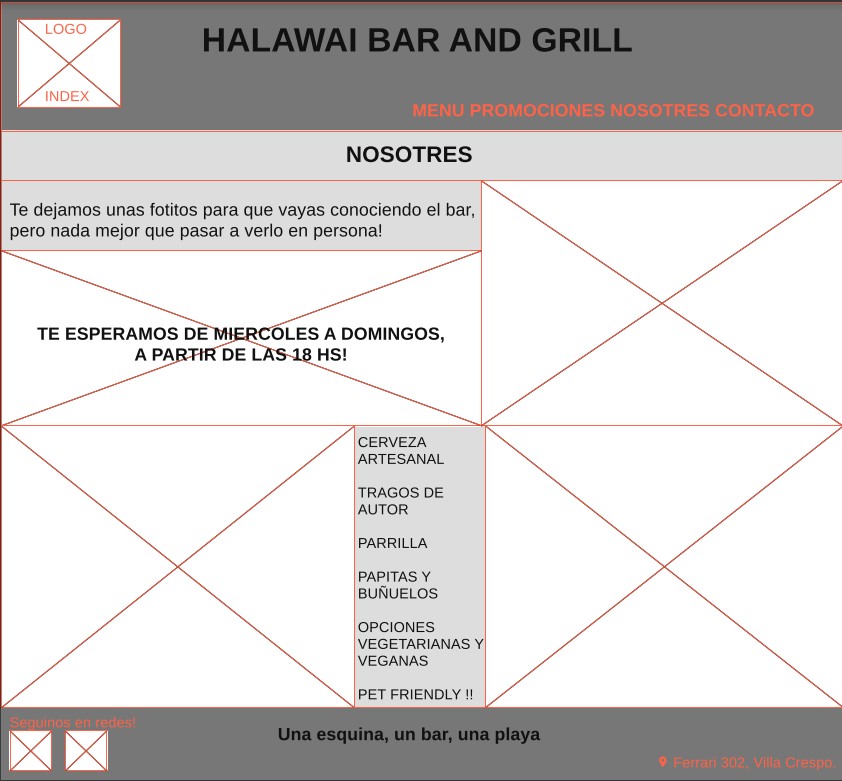 LOGO
INDEX
HALAWAI BAR AND GRILL
MENU PROMOCIONES NOSOTRES CONTACTO
NOSOTRES
Te dejamos unas fotitos para que vayas conociendo el bar,
pero nada mejor que pasar a verlo en persona!
TE ESPERAMOS DE MIERCOLES A DOMINGOS,
A PARTIR DE LAS 18 HS!
CERVEZA
ARTESANAL
TRAGOS DE
AUTOR
PARRILLA
PAPITAS Y
BUÑUELOS
OPCIONES
VEGETARIANAS Y
VEGANAS
PET FRIENDLY !!
Seguinos en redes!
Una esquina, un bar, una playa
Ferrari 302, Villa Crespo.